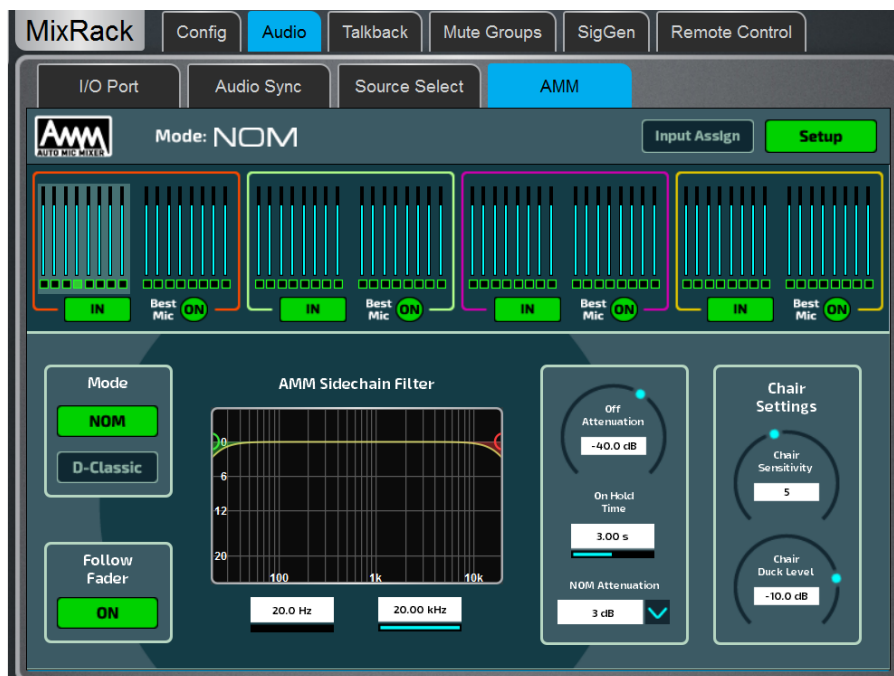 MixRack Config Audio Talkback Mute Groups SigGen Remote Control
I/O Port Audio Sync Source Select AMM
AMM
AUTO MIC MIXER
Mode: NOM
Input Assign Setup
IN Best Mic ON IN Best Mic ON IN Best Mic ON IN Best Mic ON
Mode
NOM
D-Classic
Follow
Fader
ON
AMM Sidechain Filter
0
6
12
20
100 1k 10k
20.0 Hz 20.00 kHz
Off
Attenuation
-40.0 dB
On Hold
Time
3.00 s
NOM Attenuation
3 dB
Chair
Settings
Chair
Sensitivity
5
Chair
Duck Level
-10.0 dB